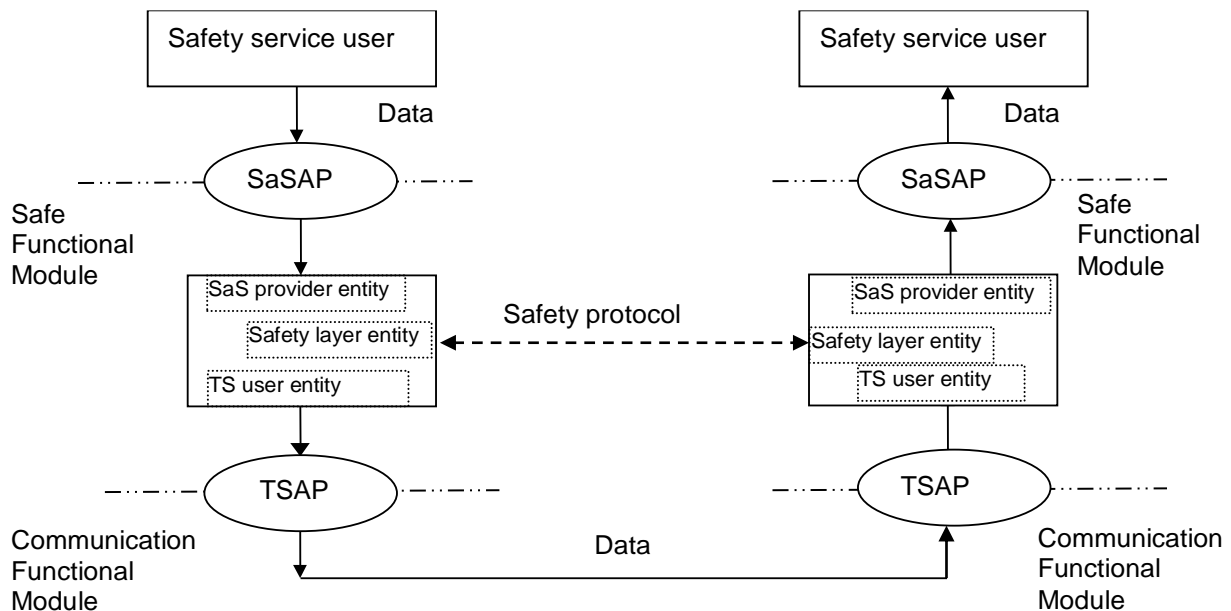 Safety service user
Safety service user
Data
Data
SaSAP
SaSAP
Safe
Functional
Module
Safe
Functional
Module
SaS provider entity
SaS provider entity
Safety protocol
Safety layer entity
Safety layer entity
TS user entity
TS user entity
TSAP
TSAP
Communication
Functional
Module
Data
Communication
Functional
Module